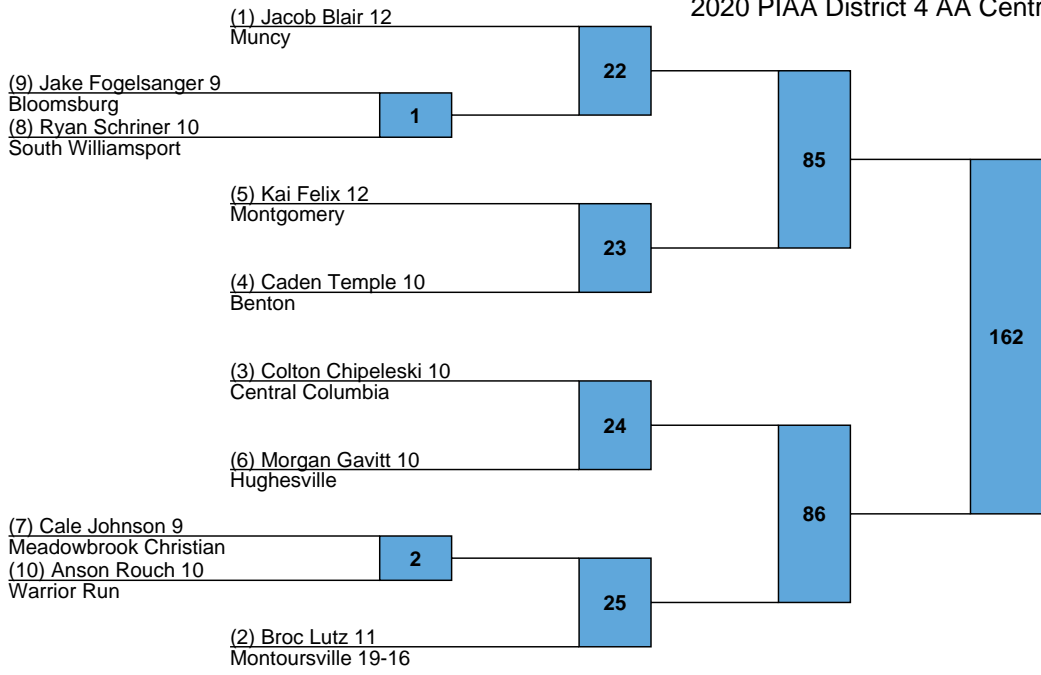 2020 PIAA District 4 AA
(1) Jacob Blair 12
Muncy
22
(9) Jake Fogelsanger 9
Bloomsburg
1
(8) Ryan Schriner 10
South Williamsport
85
(5) Kai Felix 12
Montgomery
23
(4) Caden Temple 10
Benton
162
(3) Colton Chipeleski 10
Central Columbia
24
(6) Morgan Gavitt 10
Hughesville
86
(7) Cale Johnson 9
Meadowbrook Christian
2
(10) Anson Rouch 10
Warrior Run
25
(2) Broc Lutz 11
Montoursville 19-16